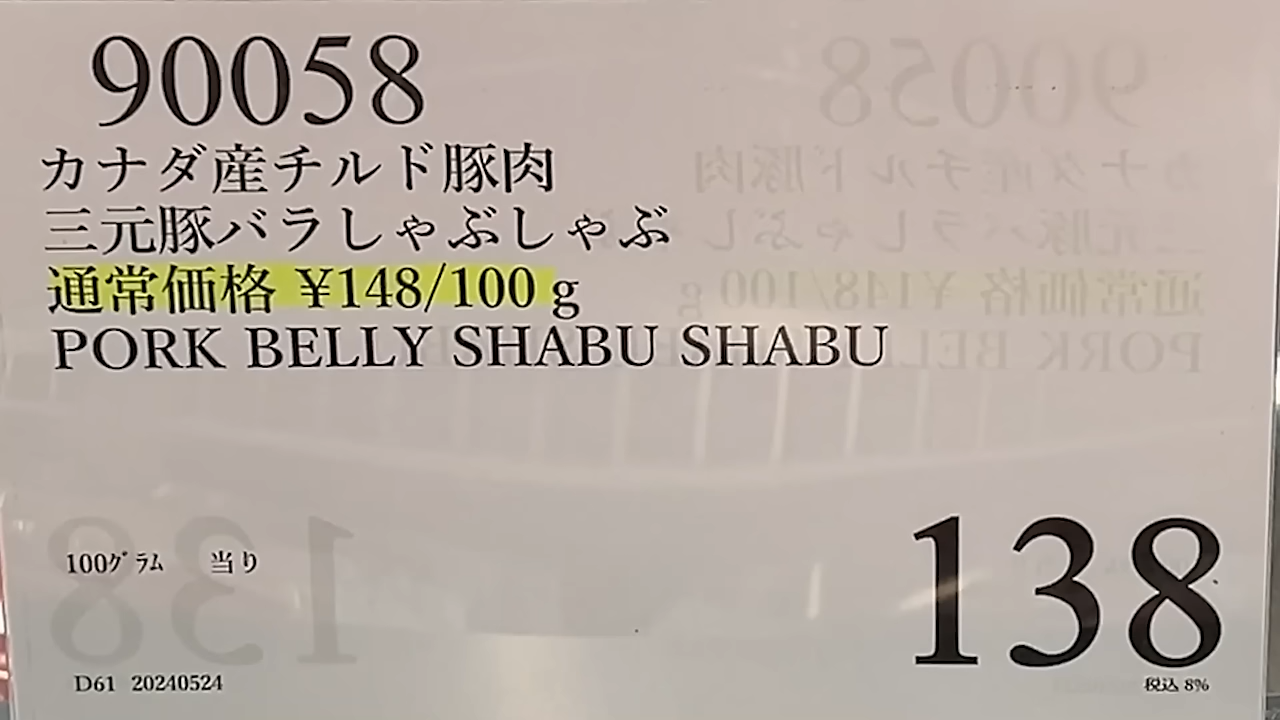 90058
カナダ産チルド豚肉
三元豚バラしゃぶしゃぶ
通常価格 ¥148/100 g
PORK BELLY SHABU SHABU
100グラム 当り
138
D61 20240524
税込 8%